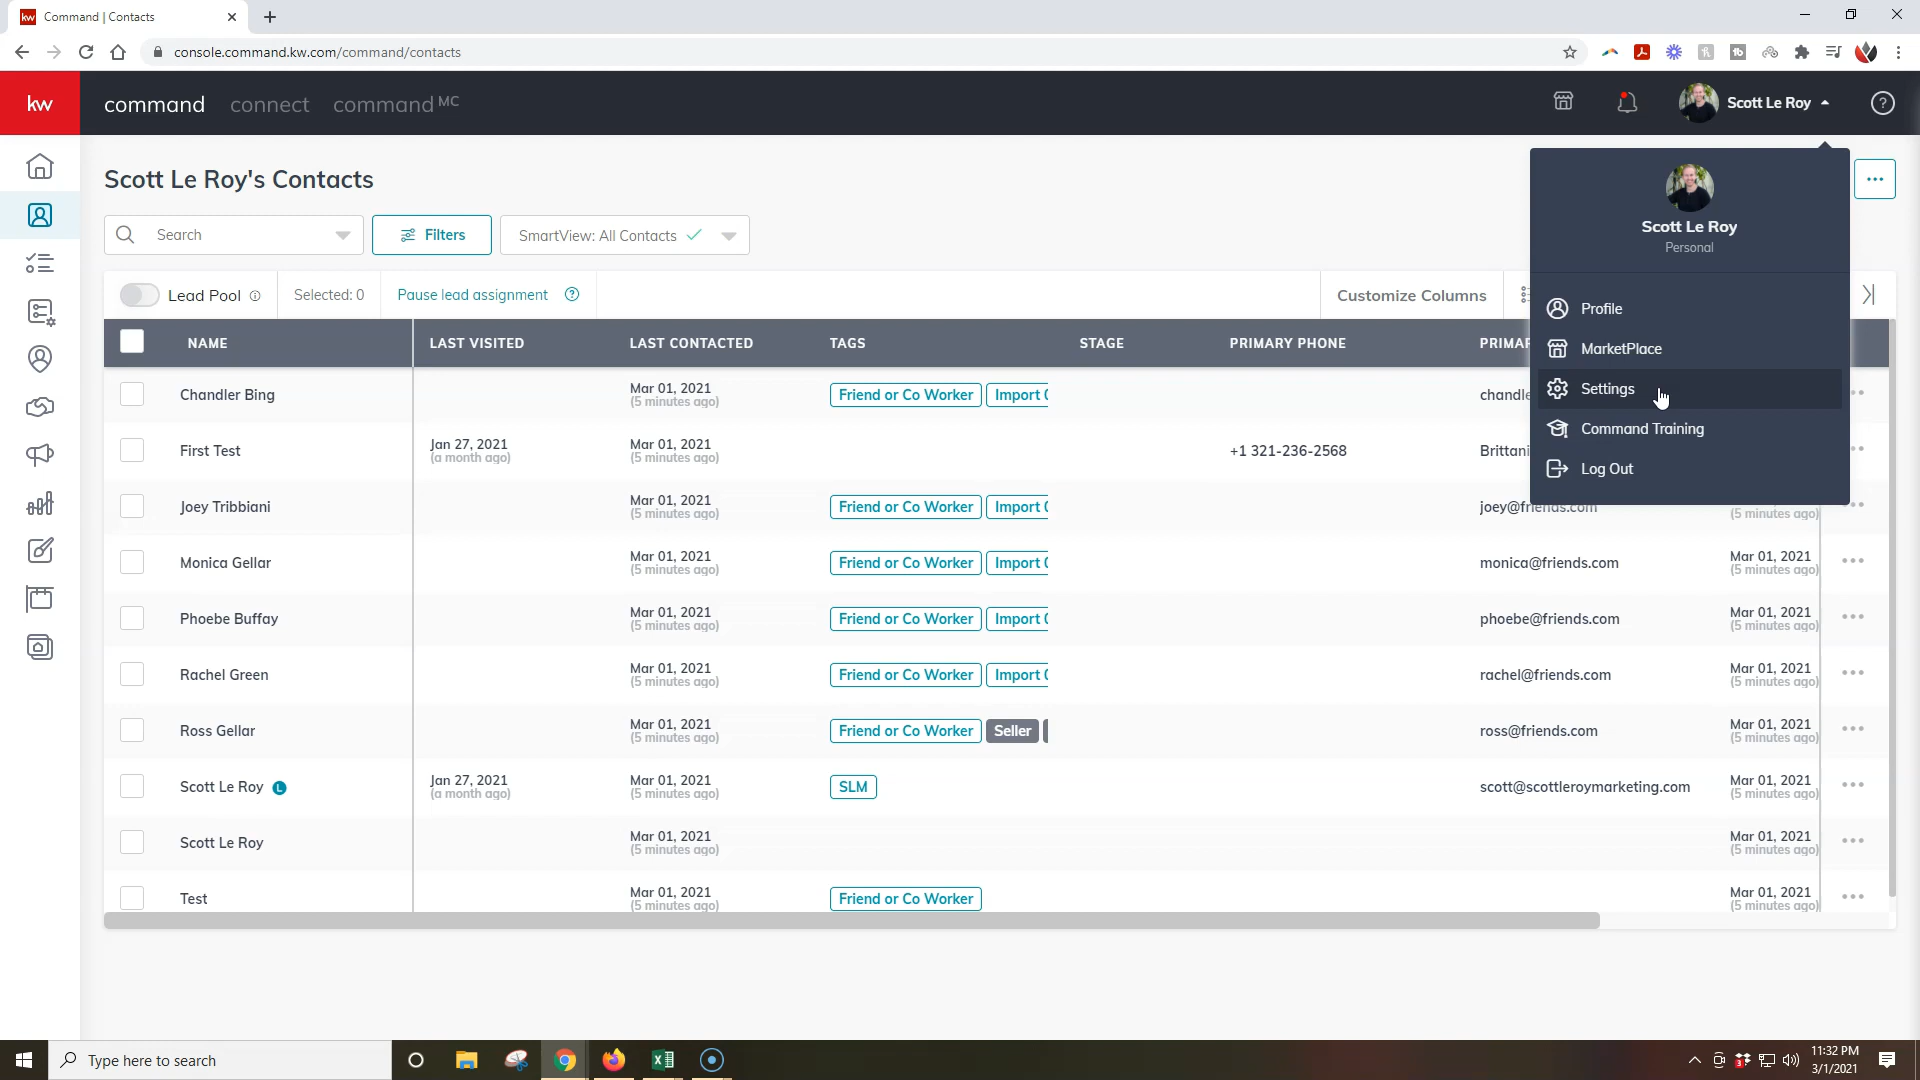 kw Command | Contacts
console.command.kw.com/command/contacts
kw command connect command MC Scott Le Roy
Scott Le Roy's Contacts
Search Filters SmartView: All Contacts
Lead Pool Selected: 0 Pause lead assignment Customize Columns
Scott Le Roy
Personal
Profile
MarketPlace
Settings
Command Training
Log Out
NAME LAST VISITED LAST CONTACTED TAGS STAGE PRIMARY PHONE PRIMAR
Chandler Bing Mar 01, 2021 Friend or Co Worker Import chandle
(5 minutes ago)
First Test Jan 27, 2021 Mar 01, 2021 +1 321-236-2568 Brittani
(a month ago) (5 minutes ago)
Joey Tribbiani Mar 01, 2021 Friend or Co Worker Import joey@friends.com
(5 minutes ago) (5 minutes ago)
Monica Gellar Mar 01, 2021 Friend or Co Worker Import monica@friends.com Mar 01, 2021
(5 minutes ago) (5 minutes ago)
Phoebe Buffay Mar 01, 2021 Friend or Co Worker Import phoebe@friends.com Mar 01, 2021
(5 minutes ago) (5 minutes ago)
Rachel Green Mar 01, 2021 Friend or Co Worker Import rachel@friends.com Mar 01, 2021
(5 minutes ago) (5 minutes ago)
Ross Gellar Mar 01, 2021 Friend or Co Worker Seller ross@friends.com Mar 01, 2021
(5 minutes ago) (5 minutes ago)
Scott Le Roy L Jan 27, 2021 Mar 01, 2021 SLM scott@scottleroymarketing.com Mar 01, 2021
(a month ago) (5 minutes ago) (5 minutes ago)
Scott Le Roy Mar 01, 2021 Mar 01, 2021
(5 minutes ago) (5 minutes ago)
Test Mar 01, 2021 Friend or Co Worker Mar 01, 2021
(5 minutes ago) (5 minutes ago)
Type here to search 11:32 PM
3/1/2021